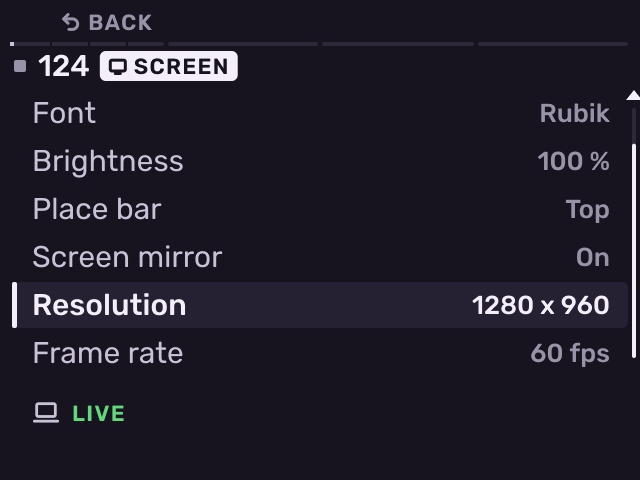 BACK
124 SCREEN
Font Rubik
Brightness 100 %
Place bar Top
Screen mirror On
Resolution 1280 x 960
Frame rate 60 fps
LIVE